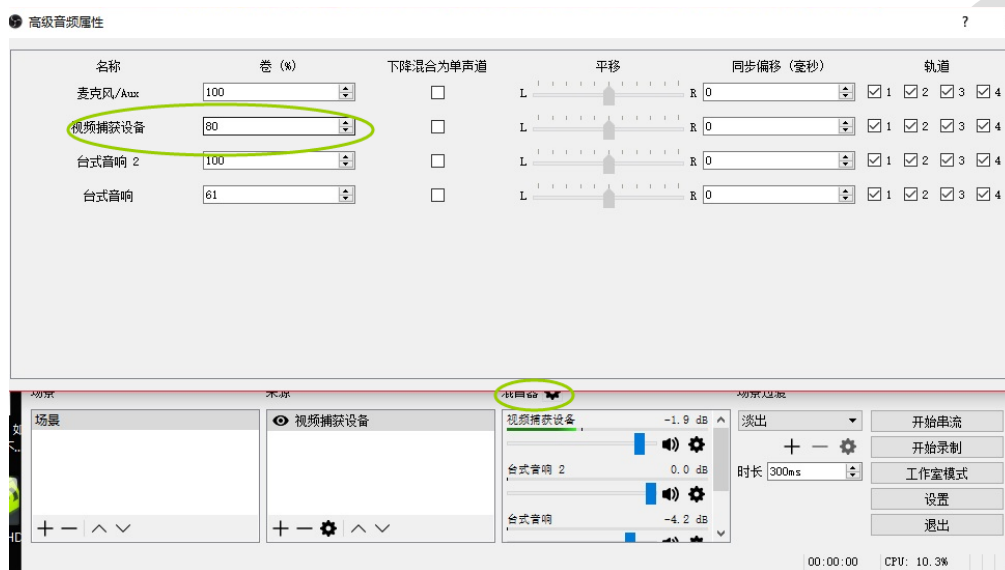 高级音频属性 ?
名称 卷 (%) 下降混合为单声道 平移 同步偏移 (毫秒) 轨道
麦克风/Aux 100 L R 0 1 2 3 4
视频捕获设备 80 L R 0 1 2 3 4
台式音响 2 100 L R 0 1 2 3 4
台式音响 61 L R 0 1 2 3 4
场景 来源 混音器 场景过渡
场景 视频捕获设备 视频捕获设备 -1.9 dB 淡出 开始串流
开始录制
台式音响 2 0.0 dB 时长 300ms 工作室模式
设置
台式音响 -4.2 dB 退出
00:00:00 CPU: 10.3%